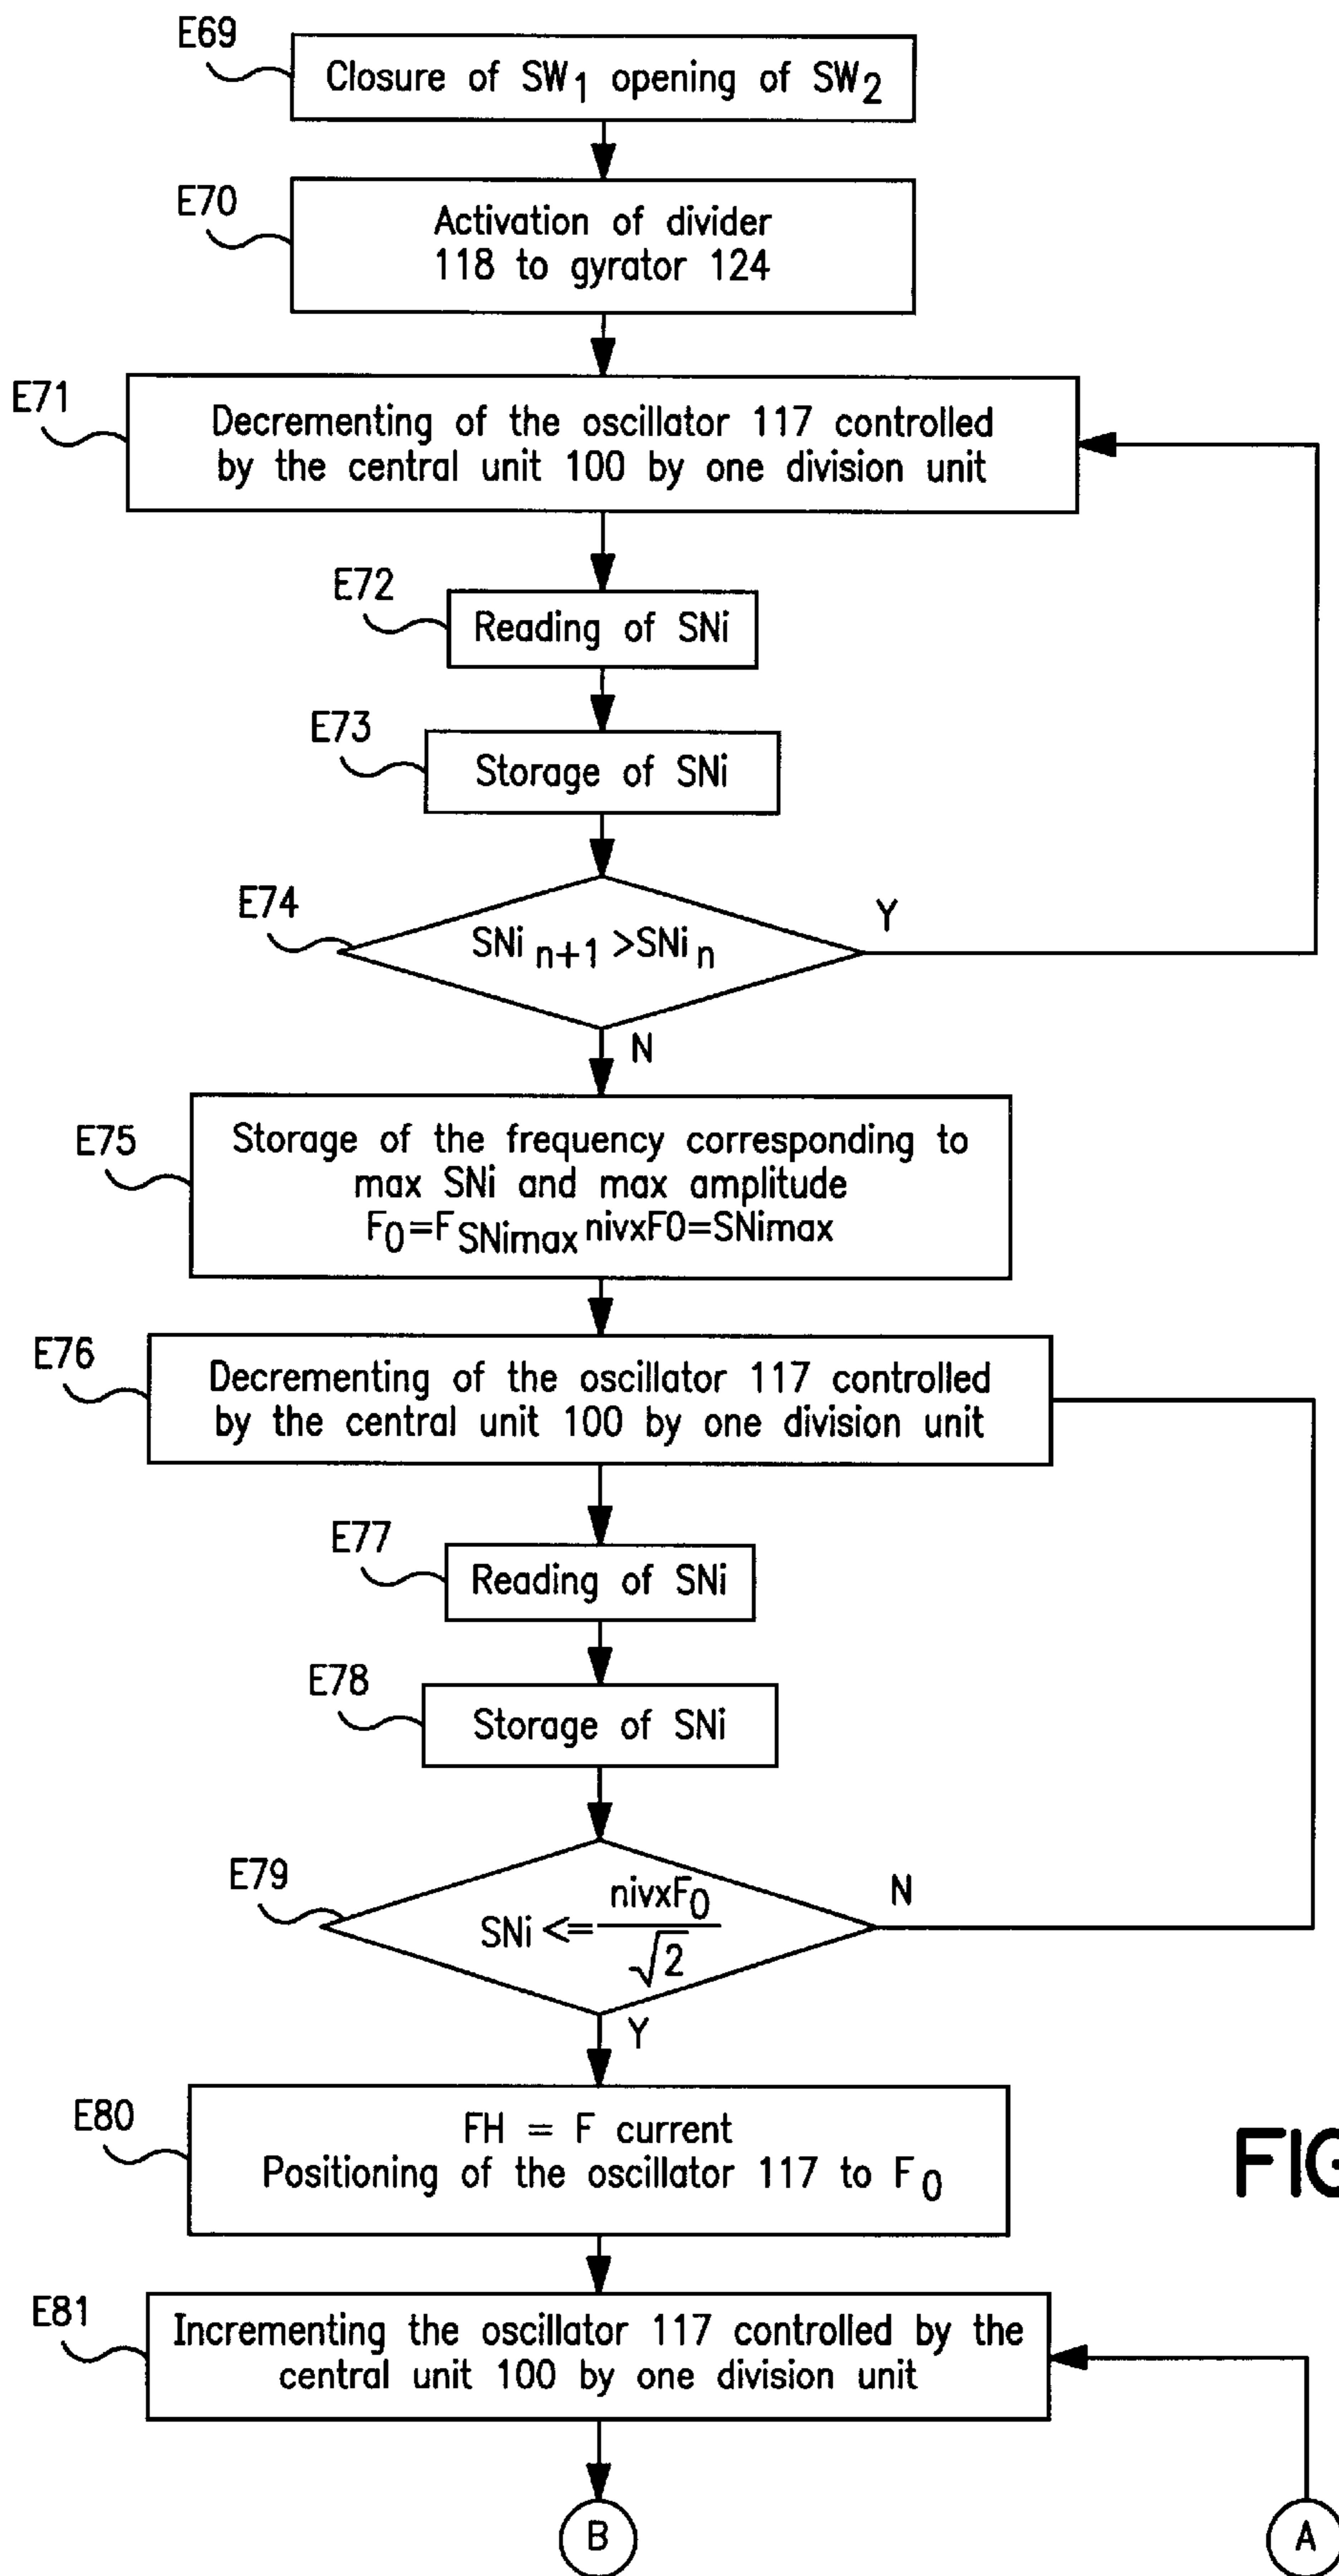 E69
Closure of SW1 opening of SW2
E70
Activation of divider
118 to gyrator 124
E71
Decrementing of the oscillator 117 controlled
by the central unit 100 by one division unit
E72
Reading of SNi
E73
Storage of SNi
E74
SNi n+1 >SNi n
Y
N
E75
Storage of the frequency corresponding to
max SNi and max amplitude
F0=FSNimax nivxF0=SNimax
E76
Decrementing of the oscillator 117 controlled
by the central unit 100 by one division unit
E77
Reading of SNi
E78
Storage of SNi
E79
SNi <= nivxF0 / √2
N
Y
E80
FH = F current
Positioning of the oscillator 117 to F0
FIG
E81
Incrementing the oscillator 117 controlled by the
central unit 100 by one division unit
B
A